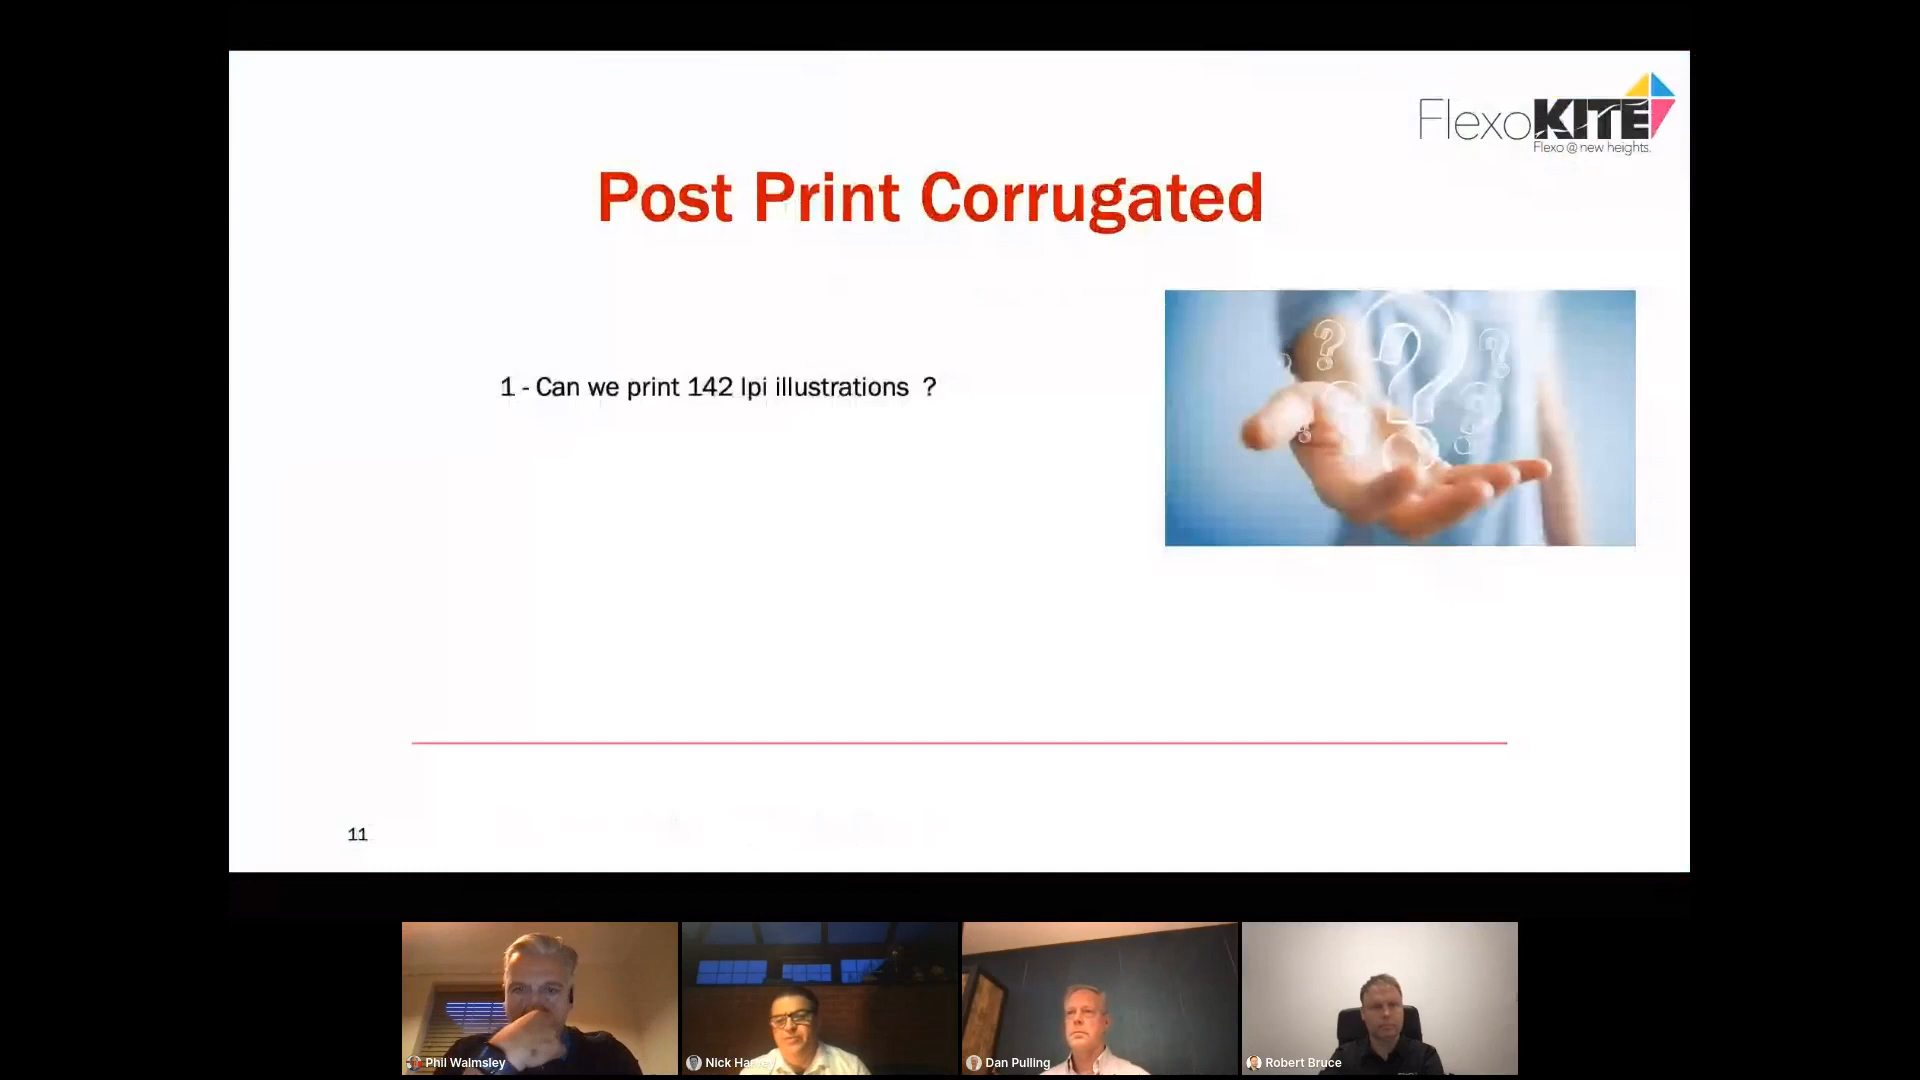 FlexoKITE
Flexo @ new heights.
Post Print Corrugated
1 - Can we print 142 lpi illustrations ?
11
Phil Walmsley
Nick
Dan Pulling
Robert Bruce